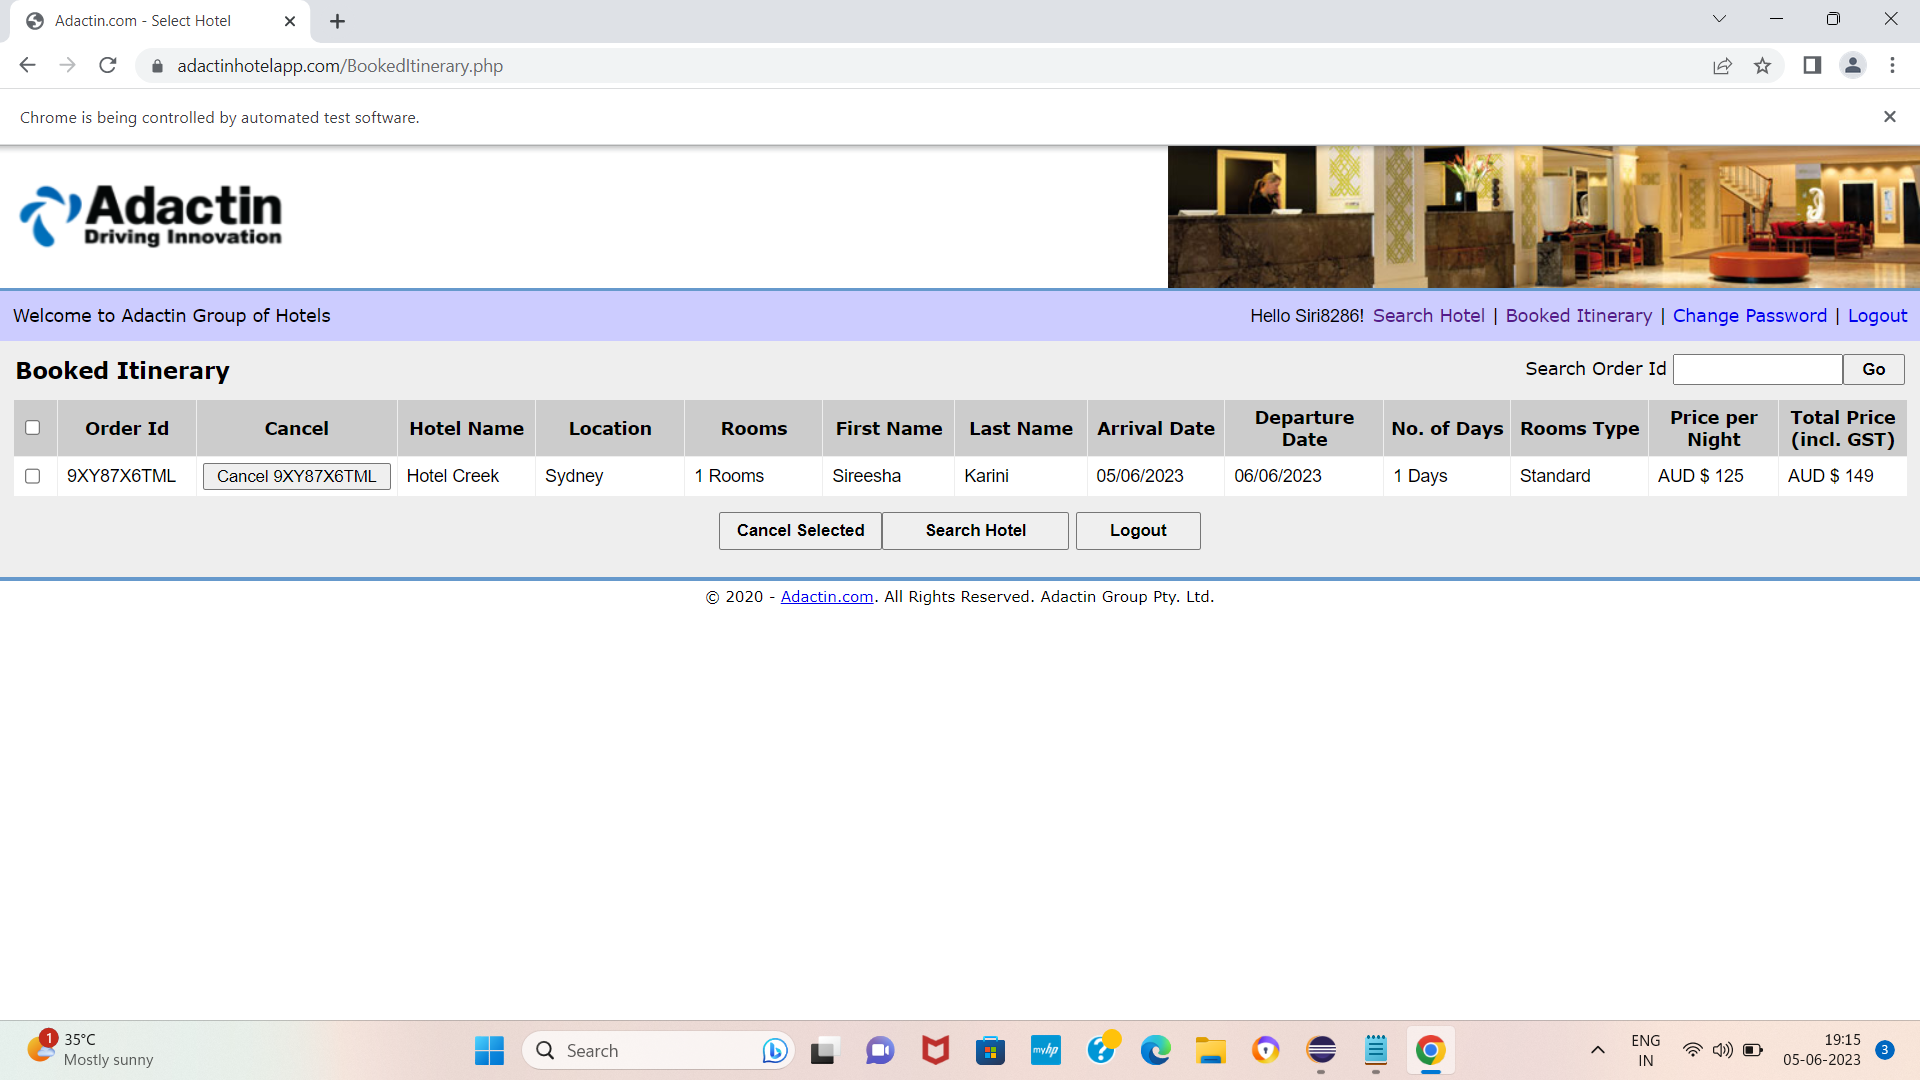 Adactin.com - Select Hotel
adactinhotelapp.com/BookedItinerary.php
Chrome is being controlled by automated test software.
Adactin
Driving Innovation
Welcome to Adactin Group of Hotels
Hello Siri8286! Search Hotel | Booked Itinerary | Change Password | Logout
Booked Itinerary
Search Order Id Go
Order Id Cancel Hotel Name Location Rooms First Name Last Name Arrival Date Departure Date No. of Days Rooms Type Price per Night Total Price (incl. GST)
9XY87X6TML Cancel 9XY87X6TML Hotel Creek Sydney 1 Rooms Sireesha Karini 05/06/2023 06/06/2023 1 Days Standard AUD $ 125 AUD $ 149
Cancel Selected Search Hotel Logout
© 2020 - Adactin.com. All Rights Reserved. Adactin Group Pty. Ltd.
1
35°C
Mostly sunny
Search
myhp
ENG
IN
19:15
05-06-2023
3